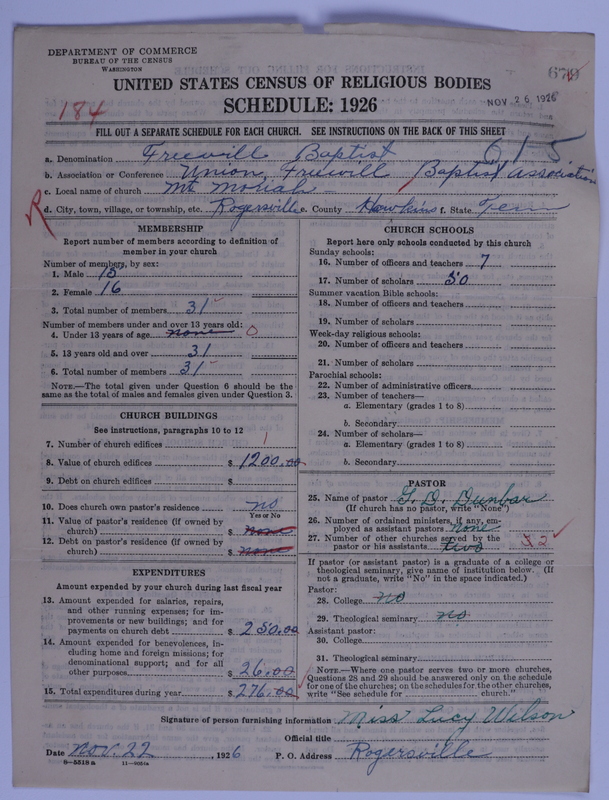 DEPARTMENT OF COMMERCE
BUREAU OF THE CENSUS
WASHINGTON
UNITED STATES CENSUS OF RELIGIOUS BODIES
SCHEDULE: 1926
NOV 26 1926
184
FILL OUT A SEPARATE SCHEDULE FOR EACH CHURCH. SEE INSTRUCTIONS ON THE BACK OF THIS SHEET
a. Denomination Freewill Baptist 015
b. Association or Conference Union Freewill Baptist association
c. Local name of church Mt Moriah
R
d. City, town, village, or township, etc. Rogersville e. County Hawkins f. State Tenn
MEMBERSHIP
Report number of members according to definition of member in your church
Number of members, by sex:
1. Male 15
2. Female 16
3. Total number of members 31
Number of members under and over 13 years old:
4. Under 13 years of age none 0
5. 13 years old and over 31
6. Total number of members 31
NOTE.—The total given under Question 6 should be the
same as the total of males and females given under Question 3.
CHURCH BUILDINGS
See instructions, paragraphs 10 to 12
7. Number of church edifices 1
8. Value of church edifices $ 1200.00
9. Debt on church edifices $
10. Does church own pastor's residence no
Yes or No
11. Value of pastor's residence (if owned by
church) $ none
12. Debt on pastor's residence (if owned by
church) $ none
EXPENDITURES
Amount expended by your church during last fiscal year
13. Amount expended for salaries, repairs,
and other running expenses; for im-
provements or new buildings; and for
payments on church debt $ 250.00
14. Amount expended for benevolences, in-
cluding home and foreign missions; for
denominational support; and for all
other purposes $ 26.00
15. Total expenditures during year $ 276.00
CHURCH SCHOOLS
Report here only schools conducted by this church
Sunday schools:
16. Number of officers and teachers 7
17. Number of scholars 50
Summer vacation Bible schools:
18. Number of officers and teachers
19. Number of scholars
Week-day religious schools:
20. Number of officers and teachers
21. Number of scholars
Parochial schools:
22. Number of administrative officers
23. Number of teachers—
a. Elementary (grades 1 to 8)
b. Secondary
24. Number of scholars—
a. Elementary (grades 1 to 8)
b. Secondary
PASTOR
25. Name of pastor G. D. Dunbar
(If church has no pastor, write "None")
26. Number of ordained ministers, if any, em-
ployed as assistant pastors none
27. Number of other churches served by the
pastor or his assistants two 2
If pastor (or assistant pastor) is a graduate of a college or
theological seminary, give name of institution below. (If
not a graduate, write "No" in the space indicated.)
Pastor:
28. College no
29. Theological seminary no
Assistant pastor:
30. College
31. Theological seminary
NOTE.—Where one pastor serves two or more churches,
Questions 28 and 29 should be answered only on the schedule
for one of the churches; on the schedules for the other churches,
write "See schedule for church."
Signature of person furnishing information Miss Lucy Wilson
Official title
Date Nov. 22, 1926 P. O. Address Rogersville
8—5518 a